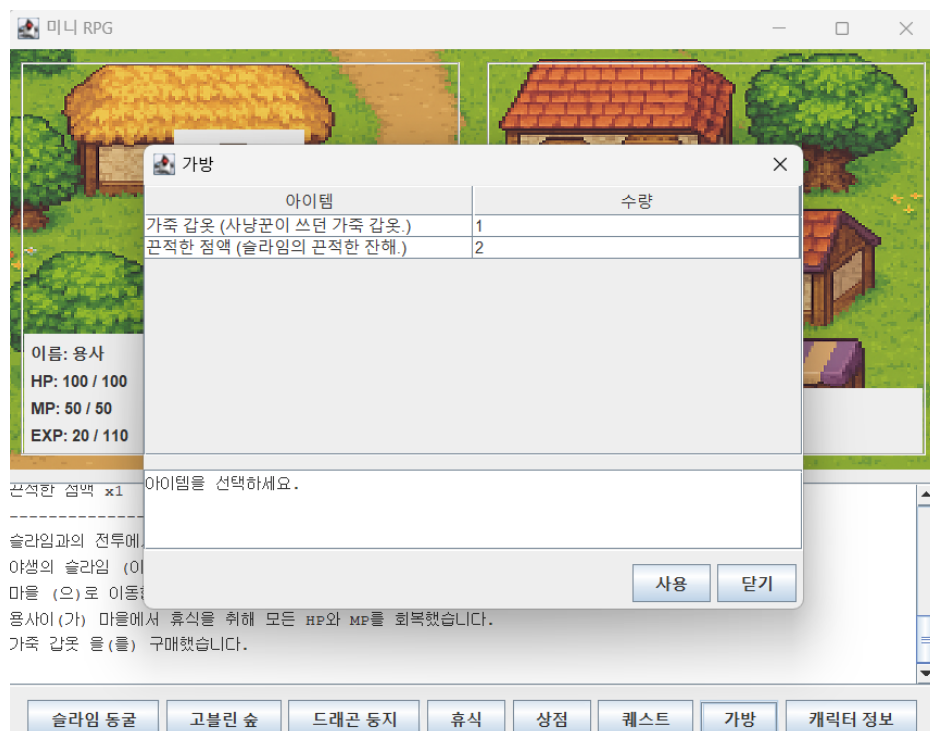 미니 RPG
가방
아이템 수량
가죽 갑옷 (사냥꾼이 쓰던 가죽 갑옷.) 1
끈적한 점액 (슬라임의 끈적한 잔해.) 2
이름: 용사
HP: 100 / 100
MP: 50 / 50
EXP: 20 / 110
아이템을 선택하세요.
사용 닫기
끈적한 점액 x1
---------------
슬라임과의 전투에
야생의 슬라임 (이
마을 (으)로 이동
용사이(가) 마을에서 휴식을 취해 모든 HP와 MP를 회복했습니다.
가죽 갑옷 을(를) 구매했습니다.
슬라임 동굴 고블린 숲 드래곤 둥지 휴식 상점 퀘스트 가방 캐릭터 정보